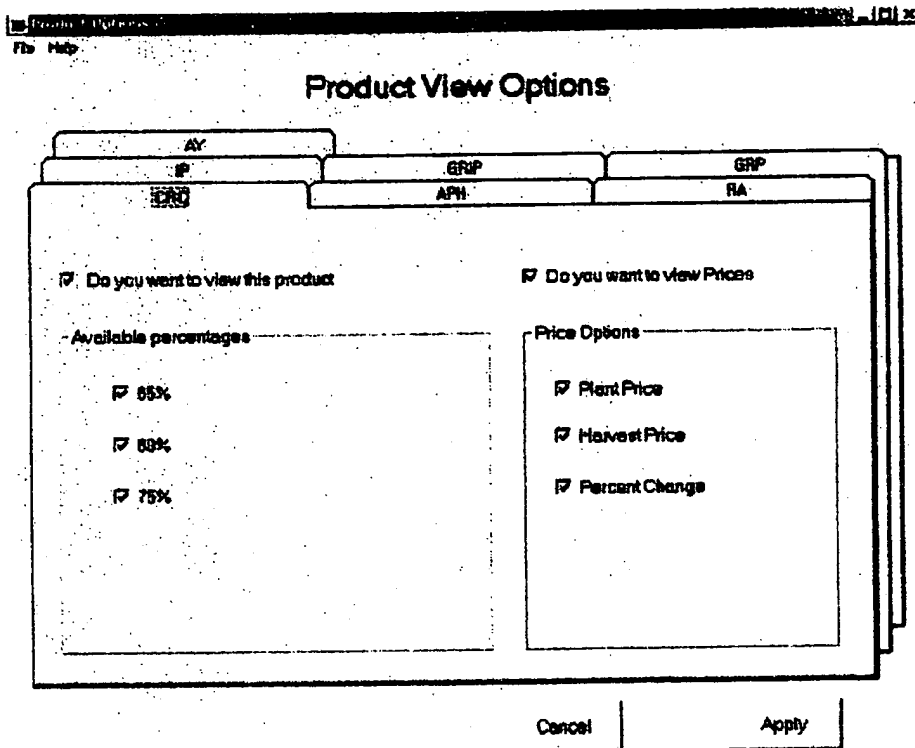 Product Options
File Help
Product View Options
AY
IP GRIP GRP
CRC APH RA
Do you want to view this product Do you want to view Prices
Available percentages Price Options
65% Plant Price
Harvest Price
75% Percent Change
Cancel Apply